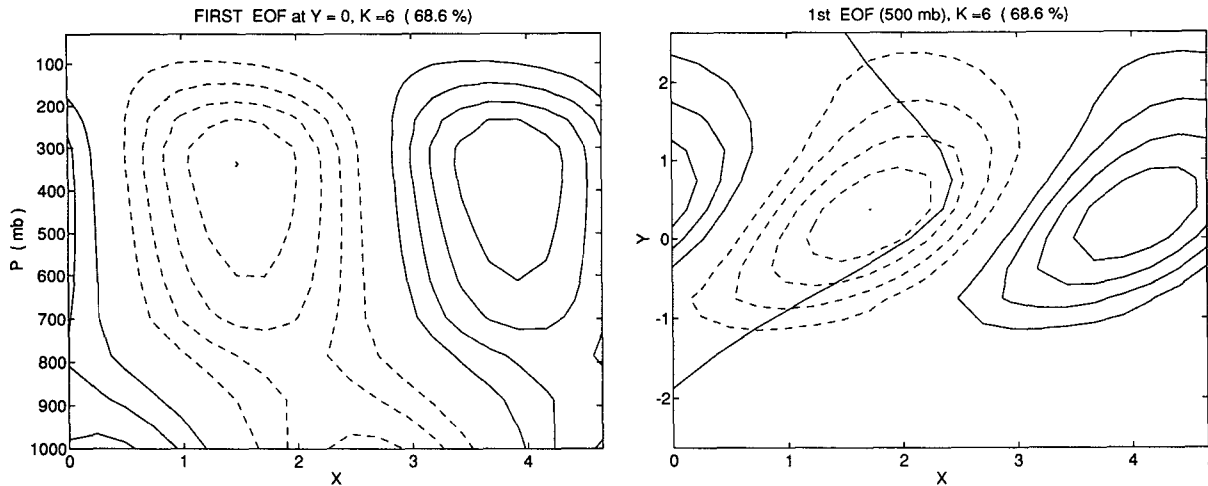 FIRST EOF at Y = 0, K =6 ( 68.6 %)
100
200
300
400
500
600
700
800
900
1000
P ( mb )
0 1 2 3 4
X
1st EOF (500 mb), K =6 ( 68.6 %)
2
1
0
-1
-2
Y
0 1 2 3 4
X